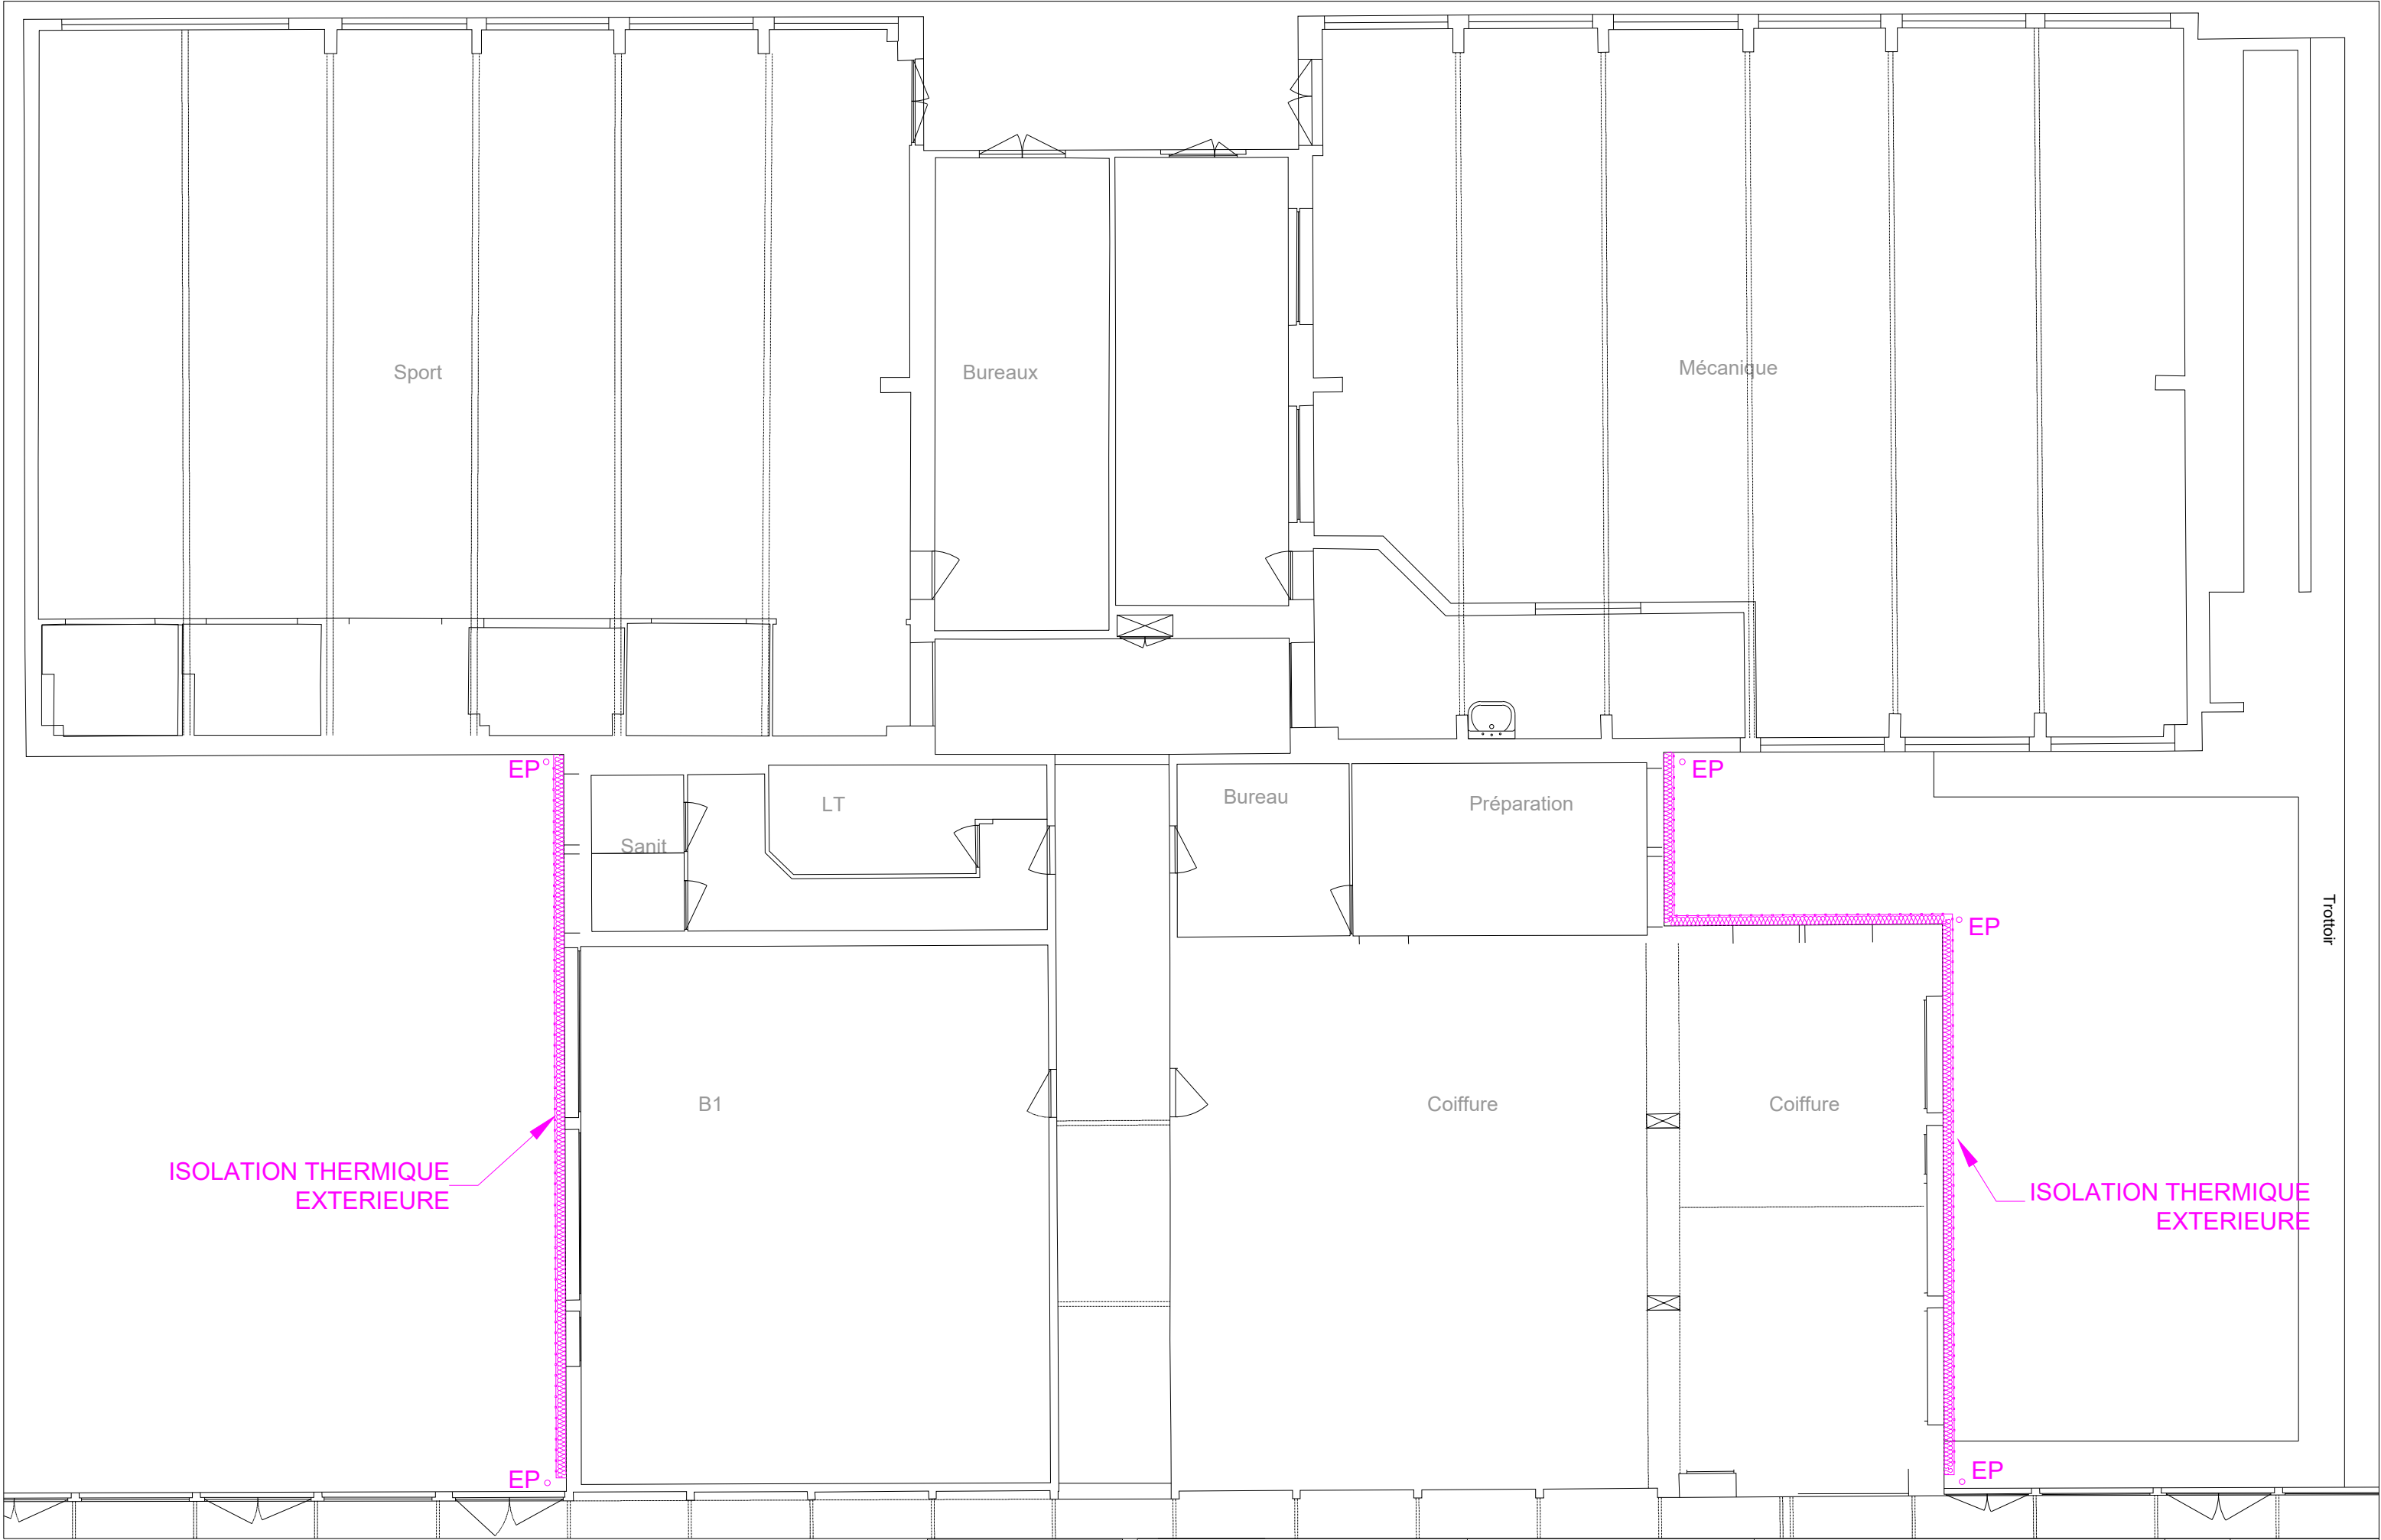 Sport
Bureaux
Mécanique
EP
LT
Sanit
Bureau
Préparation
EP
EP
Trottoir
B1
Coiffure
Coiffure
ISOLATION THERMIQUE
EXTERIEURE
ISOLATION THERMIQUE
EXTERIEURE
EP
EP